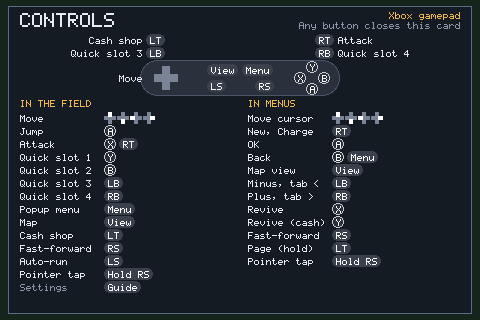 CONTROLS
Xbox gamepad
Any button closes this card
Cash shop LT
RT Attack
Quick slot 3 LB
RB Quick slot 4
Move
View Menu
LS RS
Y
X B
A
IN THE FIELD
Move
Jump A
Attack X RT
Quick slot 1 Y
Quick slot 2 B
Quick slot 3 LB
Quick slot 4 RB
Popup menu Menu
Map View
Cash shop LT
Fast-forward RS
Auto-run LS
Pointer tap Hold RS
Settings Guide
IN MENUS
Move cursor
New, Charge RT
OK A
Back B Menu
Map view View
Minus, tab < LB
Plus, tab > RB
Revive X
Revive (cash) Y
Fast-forward RS
Page (hold) LT
Pointer tap Hold RS